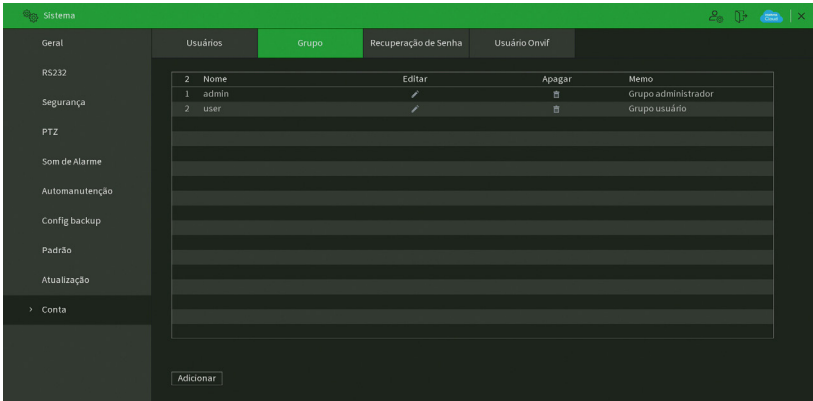 Sistema
Geral
RS232
Segurança
PTZ
Som de Alarme
Automanutenção
Config backup
Padrão
Atualização
> Conta
Usuários Grupo Recuperação de Senha Usuário Onvif
2 Nome Editar Apagar Memo
1 admin Grupo administrador
2 user Grupo usuário
Adicionar